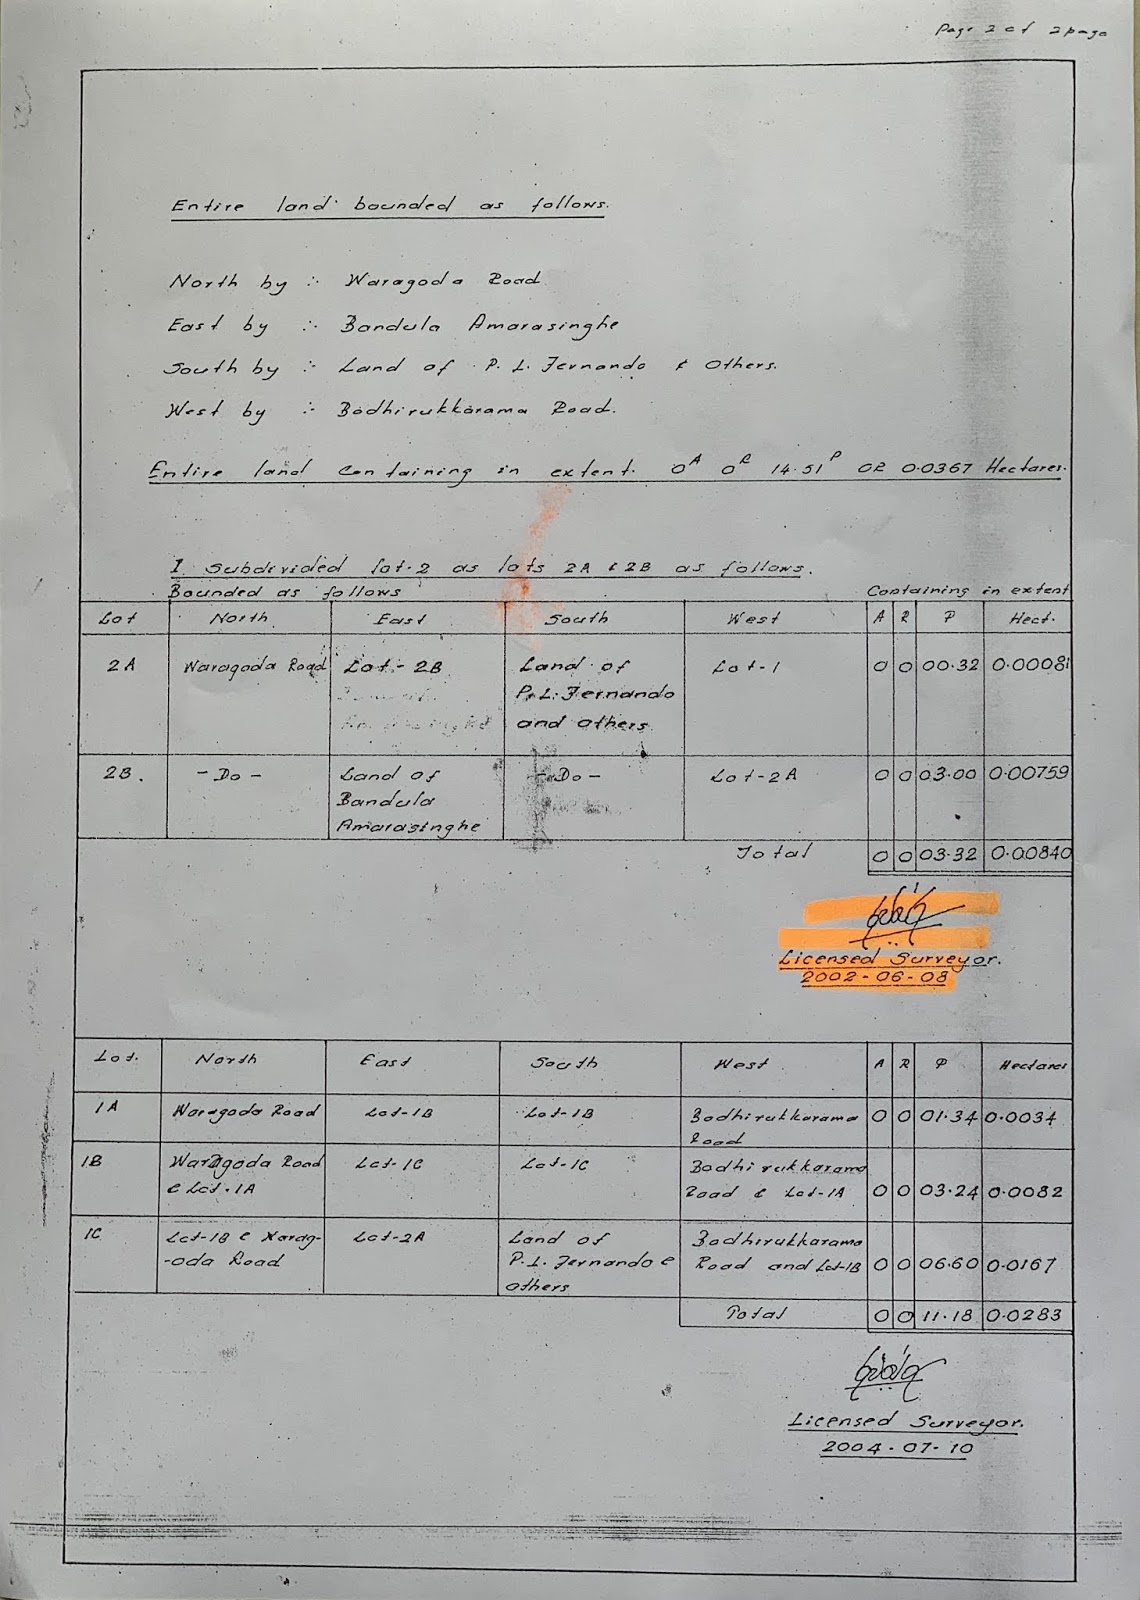 Page 2 of 2 page
Entire land bounded as follows.
North by :- Waragoda Road
East by :- Bandula Amarasinghe
South by :- Land of P. L. Fernando & Others.
West by :- Bodhirukkarama Road.
Entire land Containing in extent. 0A 0R 14.51P OR 0.0367 Hectares.
I Subdivided lot-2 as lots 2A & 2B as follows.
Bounded as follows Containing in extent
Lot North East South West A R P Hect.
2A Waragoda Road Lot-2B Land of Lot-1 0 0 00.32 0.00081
P. L. Fernando
and others
2B. -Do- Land of -Do- Lot-2A 0 0 03.00 0.00759
Bandula
Amarasinghe
Total 0 0 03.32 0.00840
Licensed Surveyor.
2002-06-08
Lot. North East South West A R P Hectares
1A Waragoda Road Lot-1B Lot-1B Bodhirukkarama 0 0 01.34 0.0034
Road
1B Waragoda Road Lot-1C Lot-1C Bodhirukkarama
& Lot-1A Road & Lot-1A 0 0 03.24 0.0082
1C Lot-1B & Warag- Lot-2A Land of Bodhirukkarama
-oda Road P. L. Fernando & Road and Lot-1B 0 0 06.60 0.0167
others
Total 0 0 11.18 0.0283
Licensed Surveyor.
2004-07-10